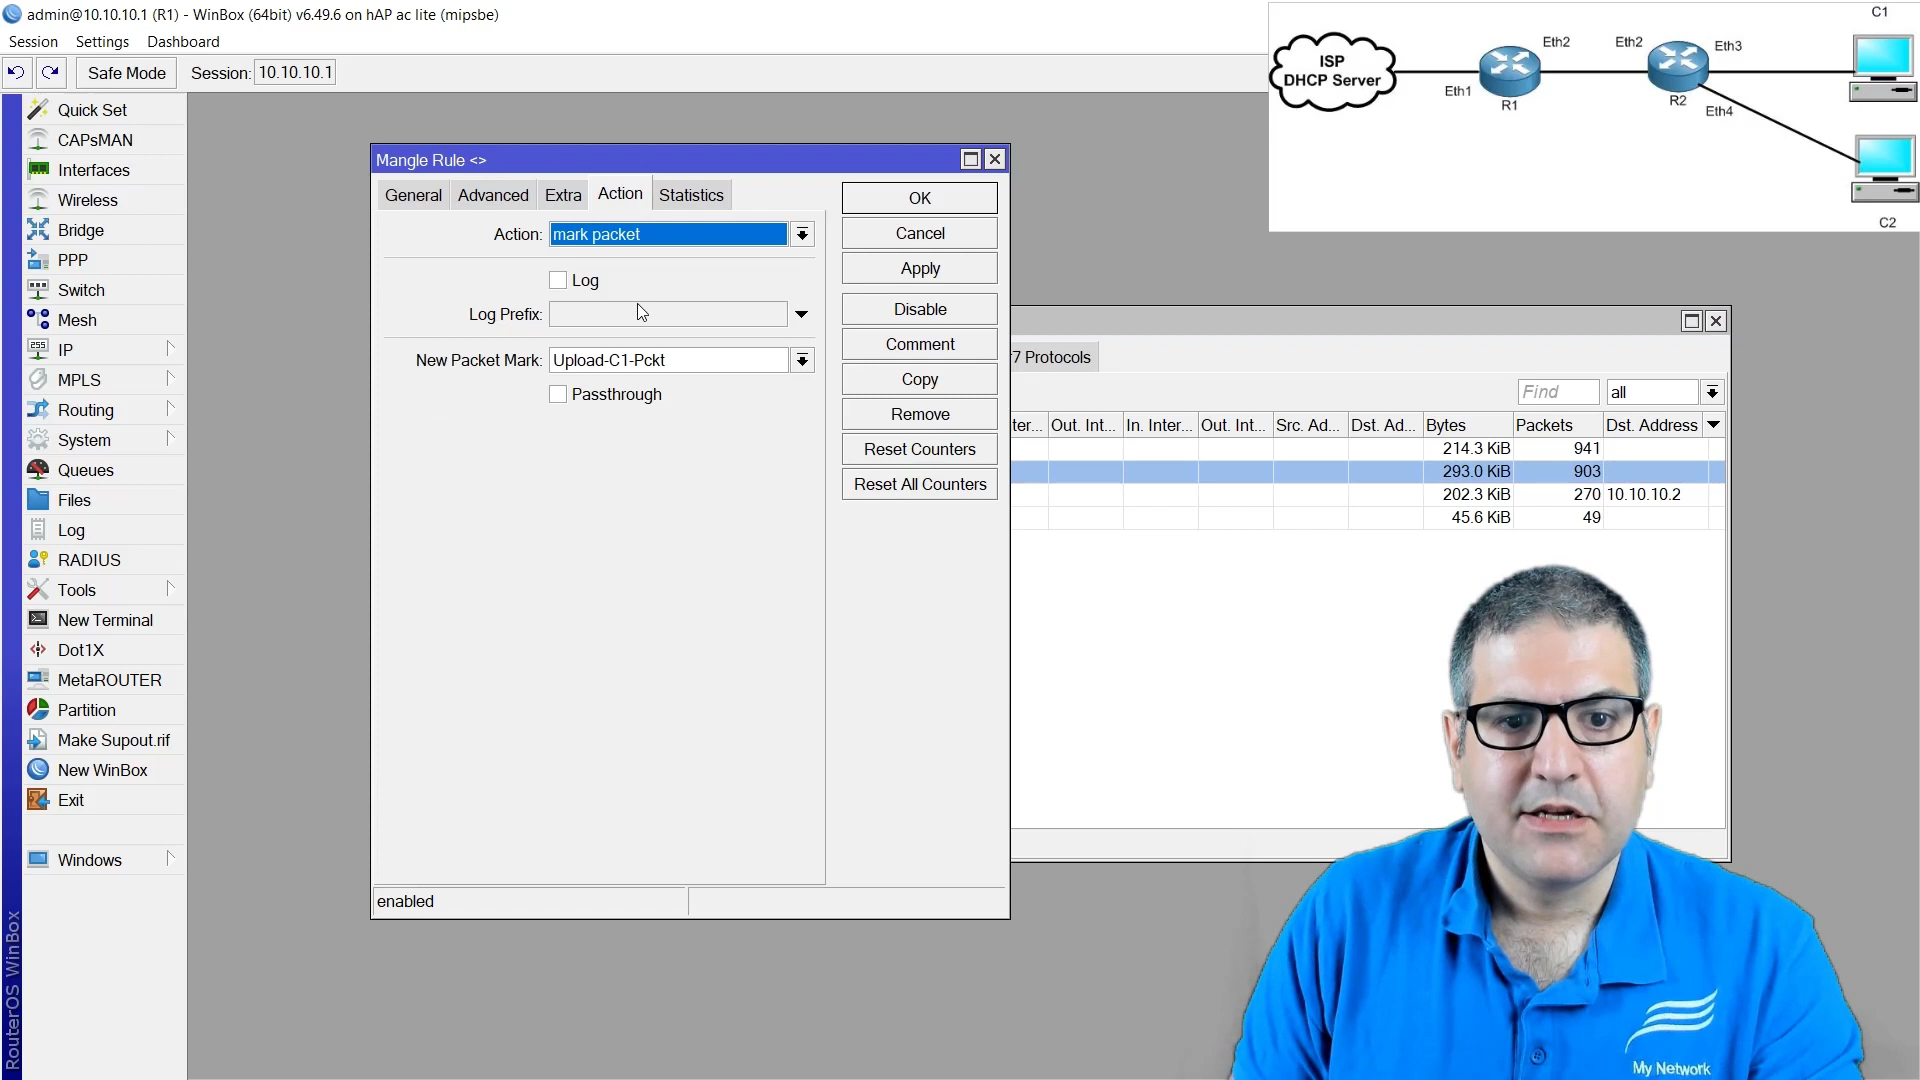 admin@10.10.10.1 (R1) - WinBox (64bit) v6.49.6 on hAP ac lite (mipsbe)
Session Settings Dashboard
Safe Mode Session: 10.10.10.1
Quick Set
CAPsMAN
Interfaces
Wireless
Bridge
PPP
Switch
Mesh
IP
MPLS
Routing
System
Queues
Files
Log
RADIUS
Tools
New Terminal
Dot1X
MetaROUTER
Partition
Make Supout.rif
New WinBox
Exit
Windows
RouterOS WinBox
Mangle Rule <>
General Advanced Extra Action Statistics
Action: mark packet
Log
Log Prefix:
New Packet Mark: Upload-C1-Pckt
Passthrough
OK
Cancel
Apply
Disable
Comment
Copy
Remove
Reset Counters
Reset All Counters
enabled
7 Protocols
Find all
ter... Out. Int... In. Inter... Out. Int... Src. Ad... Dst. Ad... Bytes Packets Dst. Address
214.3 KiB 941
293.0 KiB 903
202.3 KiB 270 10.10.10.2
45.6 KiB 49
C1
ISP
DHCP Server
Eth1
R1
Eth2
Eth2
R2
Eth3
Eth4
C2
My Network
255